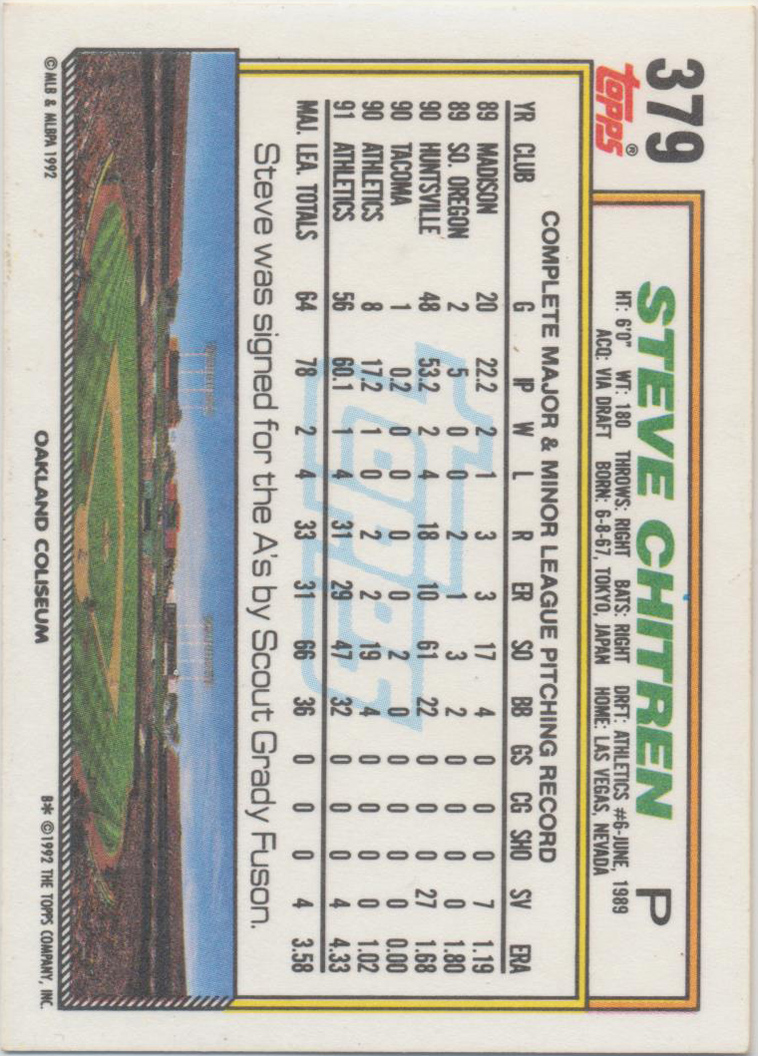 379
topps®
STEVE CHITREN P
HT: 6'0" WT: 180 THROWS: RIGHT BATS: RIGHT DRFT: ATHLETICS #6-JUNE, 1989
ACQ: VIA DRAFT BORN: 6-8-67, TOKYO, JAPAN HOME: LAS VEGAS, NEVADA
COMPLETE MAJOR & MINOR LEAGUE PITCHING RECORD
YR CLUB G IP W L R ER SO BB GS CG SHO SV ERA
89 MADISON 20 22.2 2 1 3 3 17 4 0 0 0 7 1.19
89 SO. OREGON 2 5 0 0 2 1 3 2 0 0 0 0 1.80
90 HUNTSVILLE 48 53.2 2 4 18 10 61 22 0 0 0 27 1.68
90 TACOMA 1 0.2 0 0 0 0 2 0 0 0 0 0 0.00
90 ATHLETICS 8 17.2 1 0 2 2 19 4 0 0 0 0 1.02
91 ATHLETICS 56 60.1 1 4 31 29 47 32 0 0 0 4 4.33
MAJ. LEA. TOTALS 64 78 2 4 33 31 66 36 0 0 0 4 3.58
Topps
Steve was signed for the A's by Scout Grady Fuson.
© MLB & MLBPA 1992
OAKLAND COLISEUM
B* ©1992 THE TOPPS COMPANY, INC.